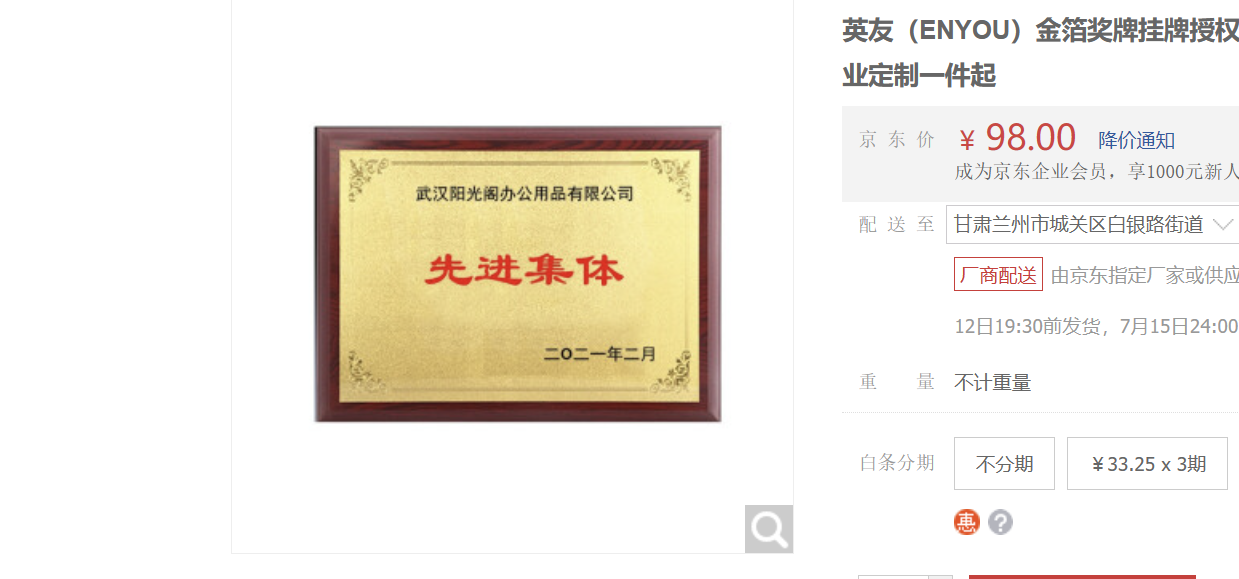 英友（ENYOU）金箔奖牌挂牌授权
业定制一件起
京东价
￥98.00
降价通知
成为京东企业会员，享1000元新人
配送至
甘肃兰州市城关区白银路街道
厂商配送
由京东指定厂家或供应
12日19:30前发货，7月15日24:00
重量
不计重量
白条分期
不分期
￥33.25 x 3期
惠
?
武汉阳光阁办公用品有限公司
先进集体
二〇二一年二月